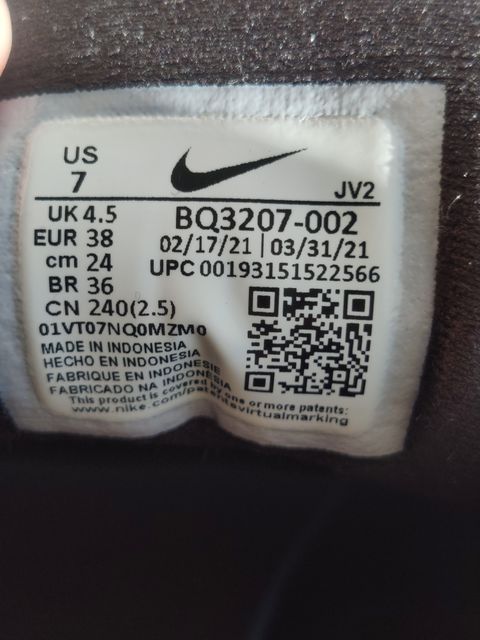 US
7
JV2
UK 4.5
EUR 38
cm 24
BR 36
CN 240(2.5)
BQ3207-002
02/17/21 | 03/31/21
UPC 00193151522566
01VT07NQ0MZM0
MADE IN INDONESIA
HECHO EN INDONESIA
FABRIQUE EN INDONESIE
FABRICADO NA INDONESIA
This product is covered by one or more patents:
www.nike.com/patentsvirtualmarking